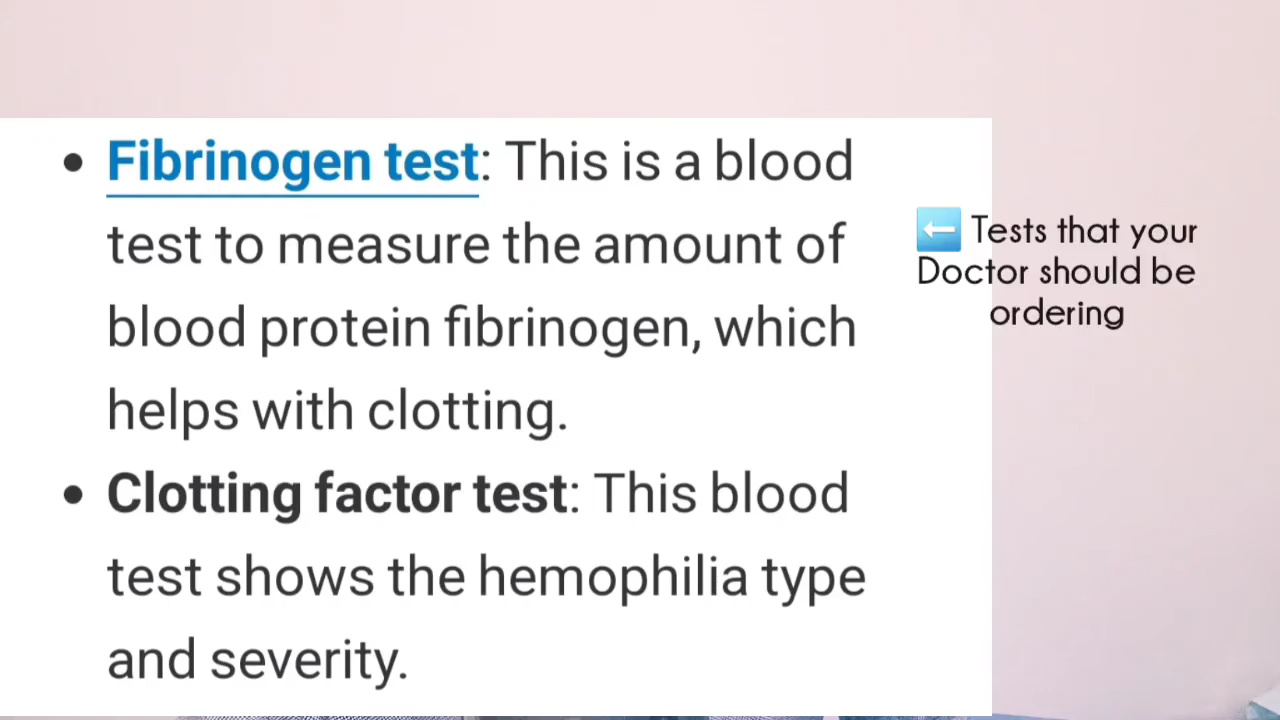 • Fibrinogen test: This is a blood
test to measure the amount of
blood protein fibrinogen, which
helps with clotting.
• Clotting factor test: This blood
test shows the hemophilia type
and severity.
⬅️ Tests that your
Doctor should be
ordering